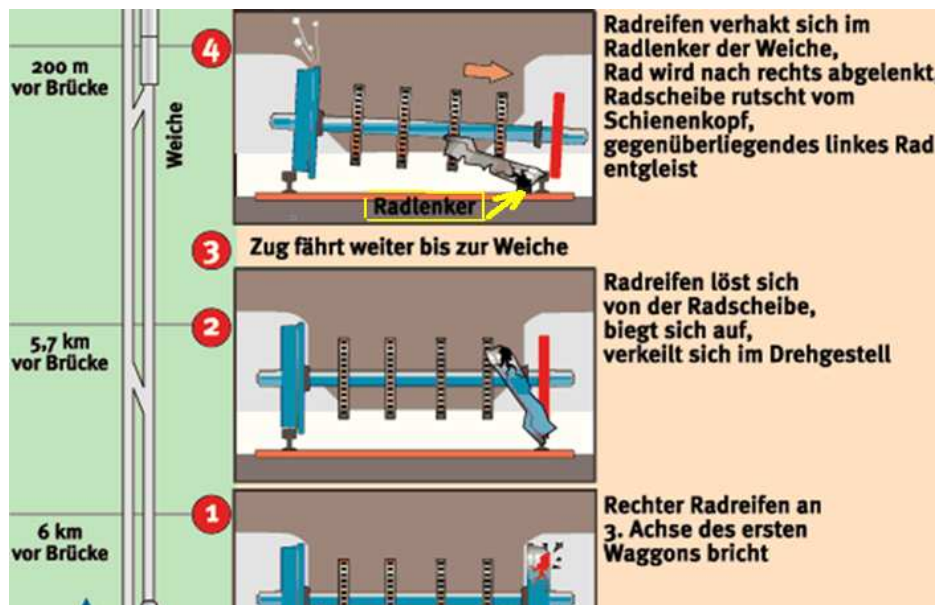 200 m
vor Brücke
Weiche
4
Radlenker
Radreifen verhakt sich im
Radlenker der Weiche,
Rad wird nach rechts abgelenkt
Radscheibe rutscht vom
Schienenkopf,
gegenüberliegendes linkes Rad
entgleist
3
Zug fährt weiter bis zur Weiche
5,7 km
vor Brücke
2
Radreifen löst sich
von der Radscheibe,
biegt sich auf,
verkeilt sich im Drehgestell
6 km
vor Brücke
1
Rechter Radreifen an
3. Achse des ersten
Waggons bricht